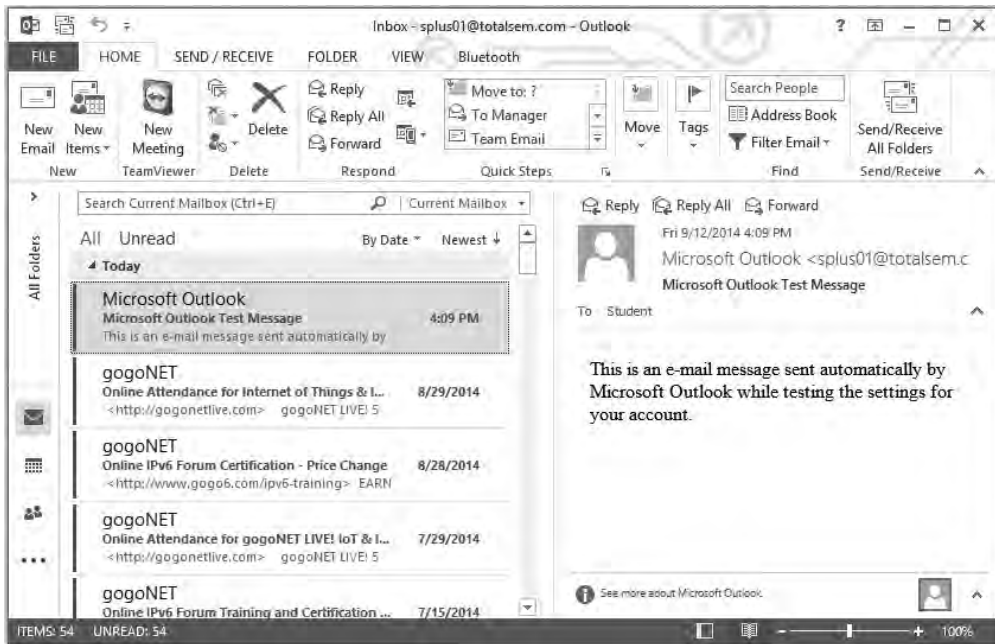 Inbox - splus01@totalsem.com - Outlook
FILE HOME SEND / RECEIVE FOLDER VIEW Bluetooth
New Email
New Items
New Meeting
Delete
Reply
Reply All
Forward
Move to: ?
To Manager
Team Email
Move
Tags
Search People
Address Book
Filter Email
Send/Receive All Folders
New TeamViewer Delete Respond Quick Steps Find Send/Receive
All Folders
Search Current Mailbox (Ctrl+E) Current Mailbox
All Unread By Date Newest
Today
Microsoft Outlook
Microsoft Outlook Test Message 4:09 PM
This is an e-mail message sent automatically by
gogoNET
Online Attendance for Internet of Things & I... 8/29/2014
<http://gogonetlive.com> gogoNET LIVE! 5
gogoNET
Online IPv6 Forum Certification - Price Change 8/28/2014
<http://www.gogo6.com/ipv6-training> EARN
gogoNET
Online Attendance for gogoNET LIVE! IoT & I... 7/29/2014
<http://gogonetlive.com> gogoNET LIVE! 5
gogoNET
Online IPv6 Forum Training and Certification ... 7/15/2014
Reply Reply All Forward
Fri 9/12/2014 4:09 PM
Microsoft Outlook <splus01@totalsem.c
Microsoft Outlook Test Message
To Student
This is an e-mail message sent automatically by
Microsoft Outlook while testing the settings for
your account.
See more about Microsoft Outlook.
ITEMS: 54 UNREAD: 54 100%